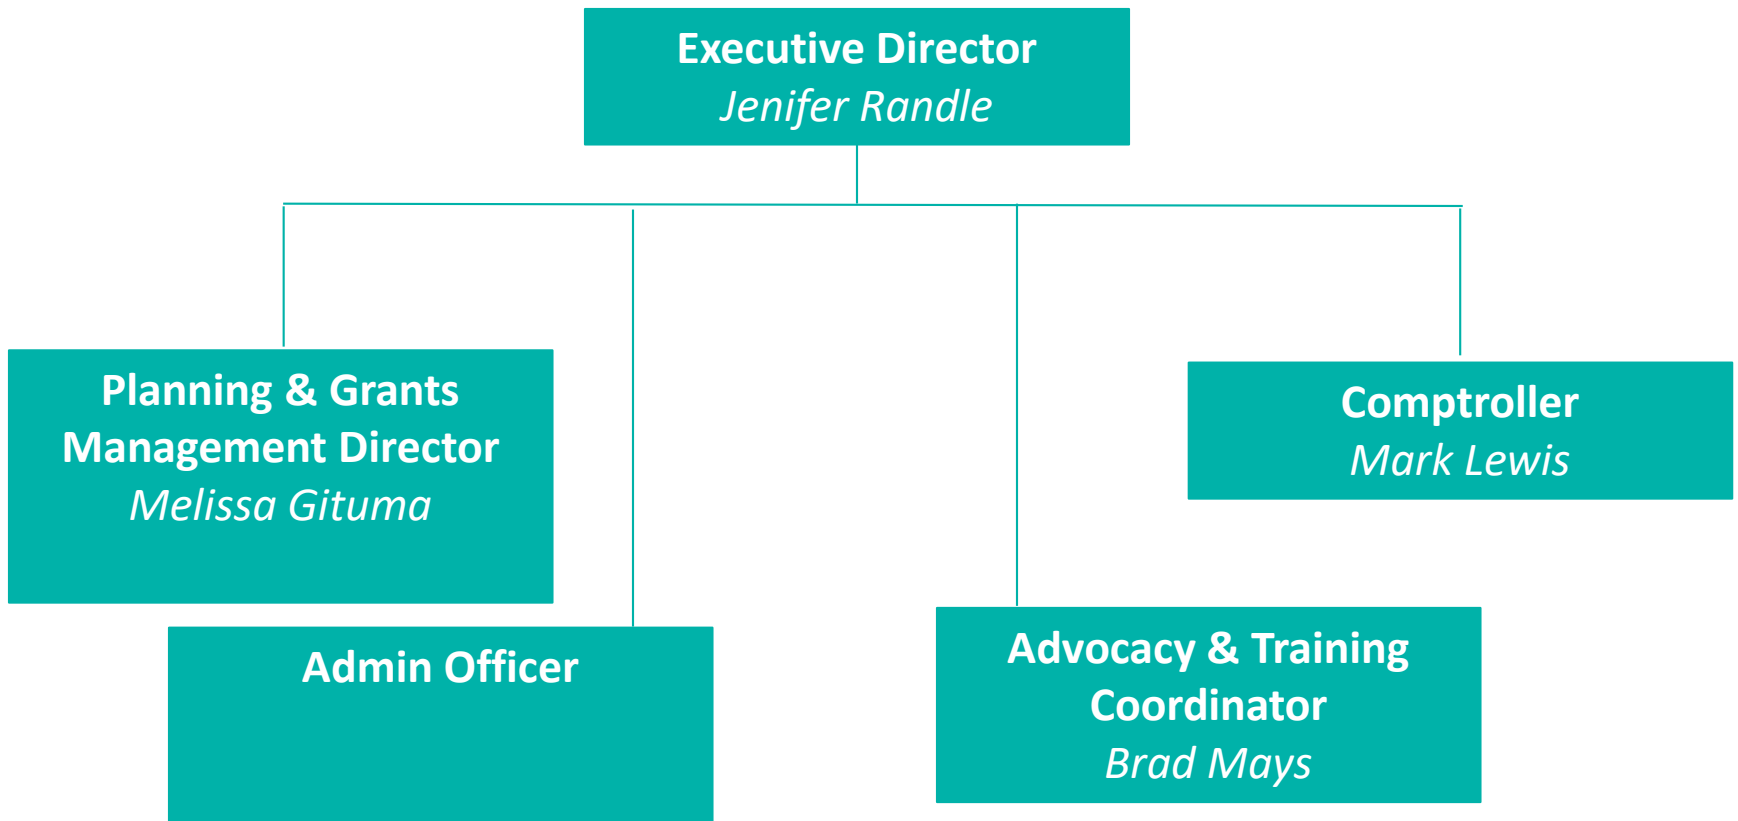 Executive Director
Jenifer Randle
Planning & Grants
Management Director
Melissa Gituma
Comptroller
Mark Lewis
Admin Officer
Advocacy & Training
Coordinator
Brad Mays